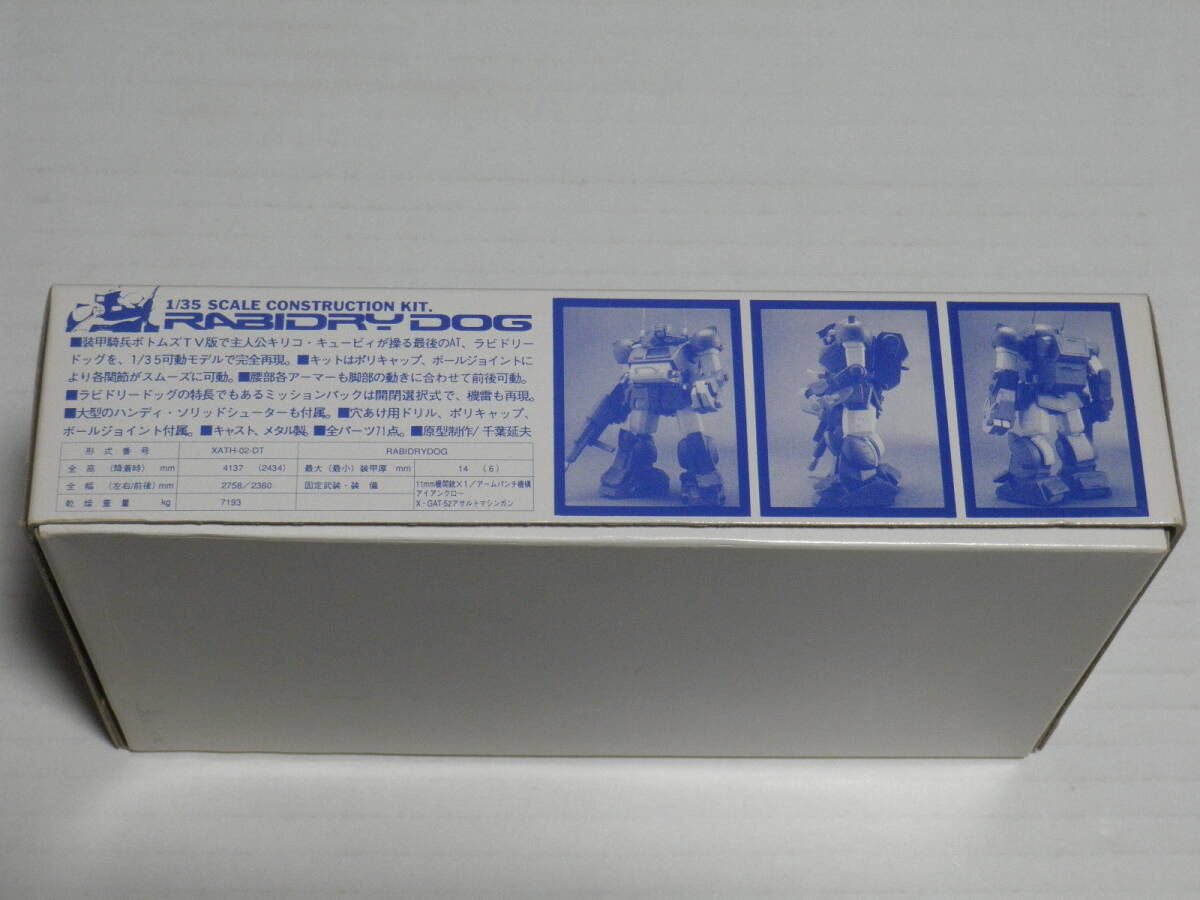 1/35 SCALE CONSTRUCTION KIT.
RABIDRY DOG
■装甲騎兵ボトムズTV版で主人公キリコ・キュービィが操る最後のAT、ラビドリー
ドッグを、1/35可動モデルで完全再現。■キットはポリキャップ、ボールジョイントに
より各関節がスムーズに可動。■腰部各アーマーも脚部の動きに合わせて前後可動。
■ラビドリードッグの特長でもあるミッションパックは開閉選択式で、機雷も再現。
■大型のハンディ・ソリッドシューターも付属。■穴あけ用ドリル、ポリキャップ、
ボールジョイント付属。■キャスト、メタル製。■全パーツ71点。■原型制作/千葉延夫
形式番号 XATH-02-DT RABIDRYDOG
全高(降着時) mm 4137 (2434) 最大(最小)装甲厚 mm 14 (6)
全幅(左右/前後) mm 2758/2380 固定武装・装備 11mm機関銃X1/アームパンチ機構
アイアンクロー
乾燥重量 kg 7193 X・GAT-52アサルトマシンガン